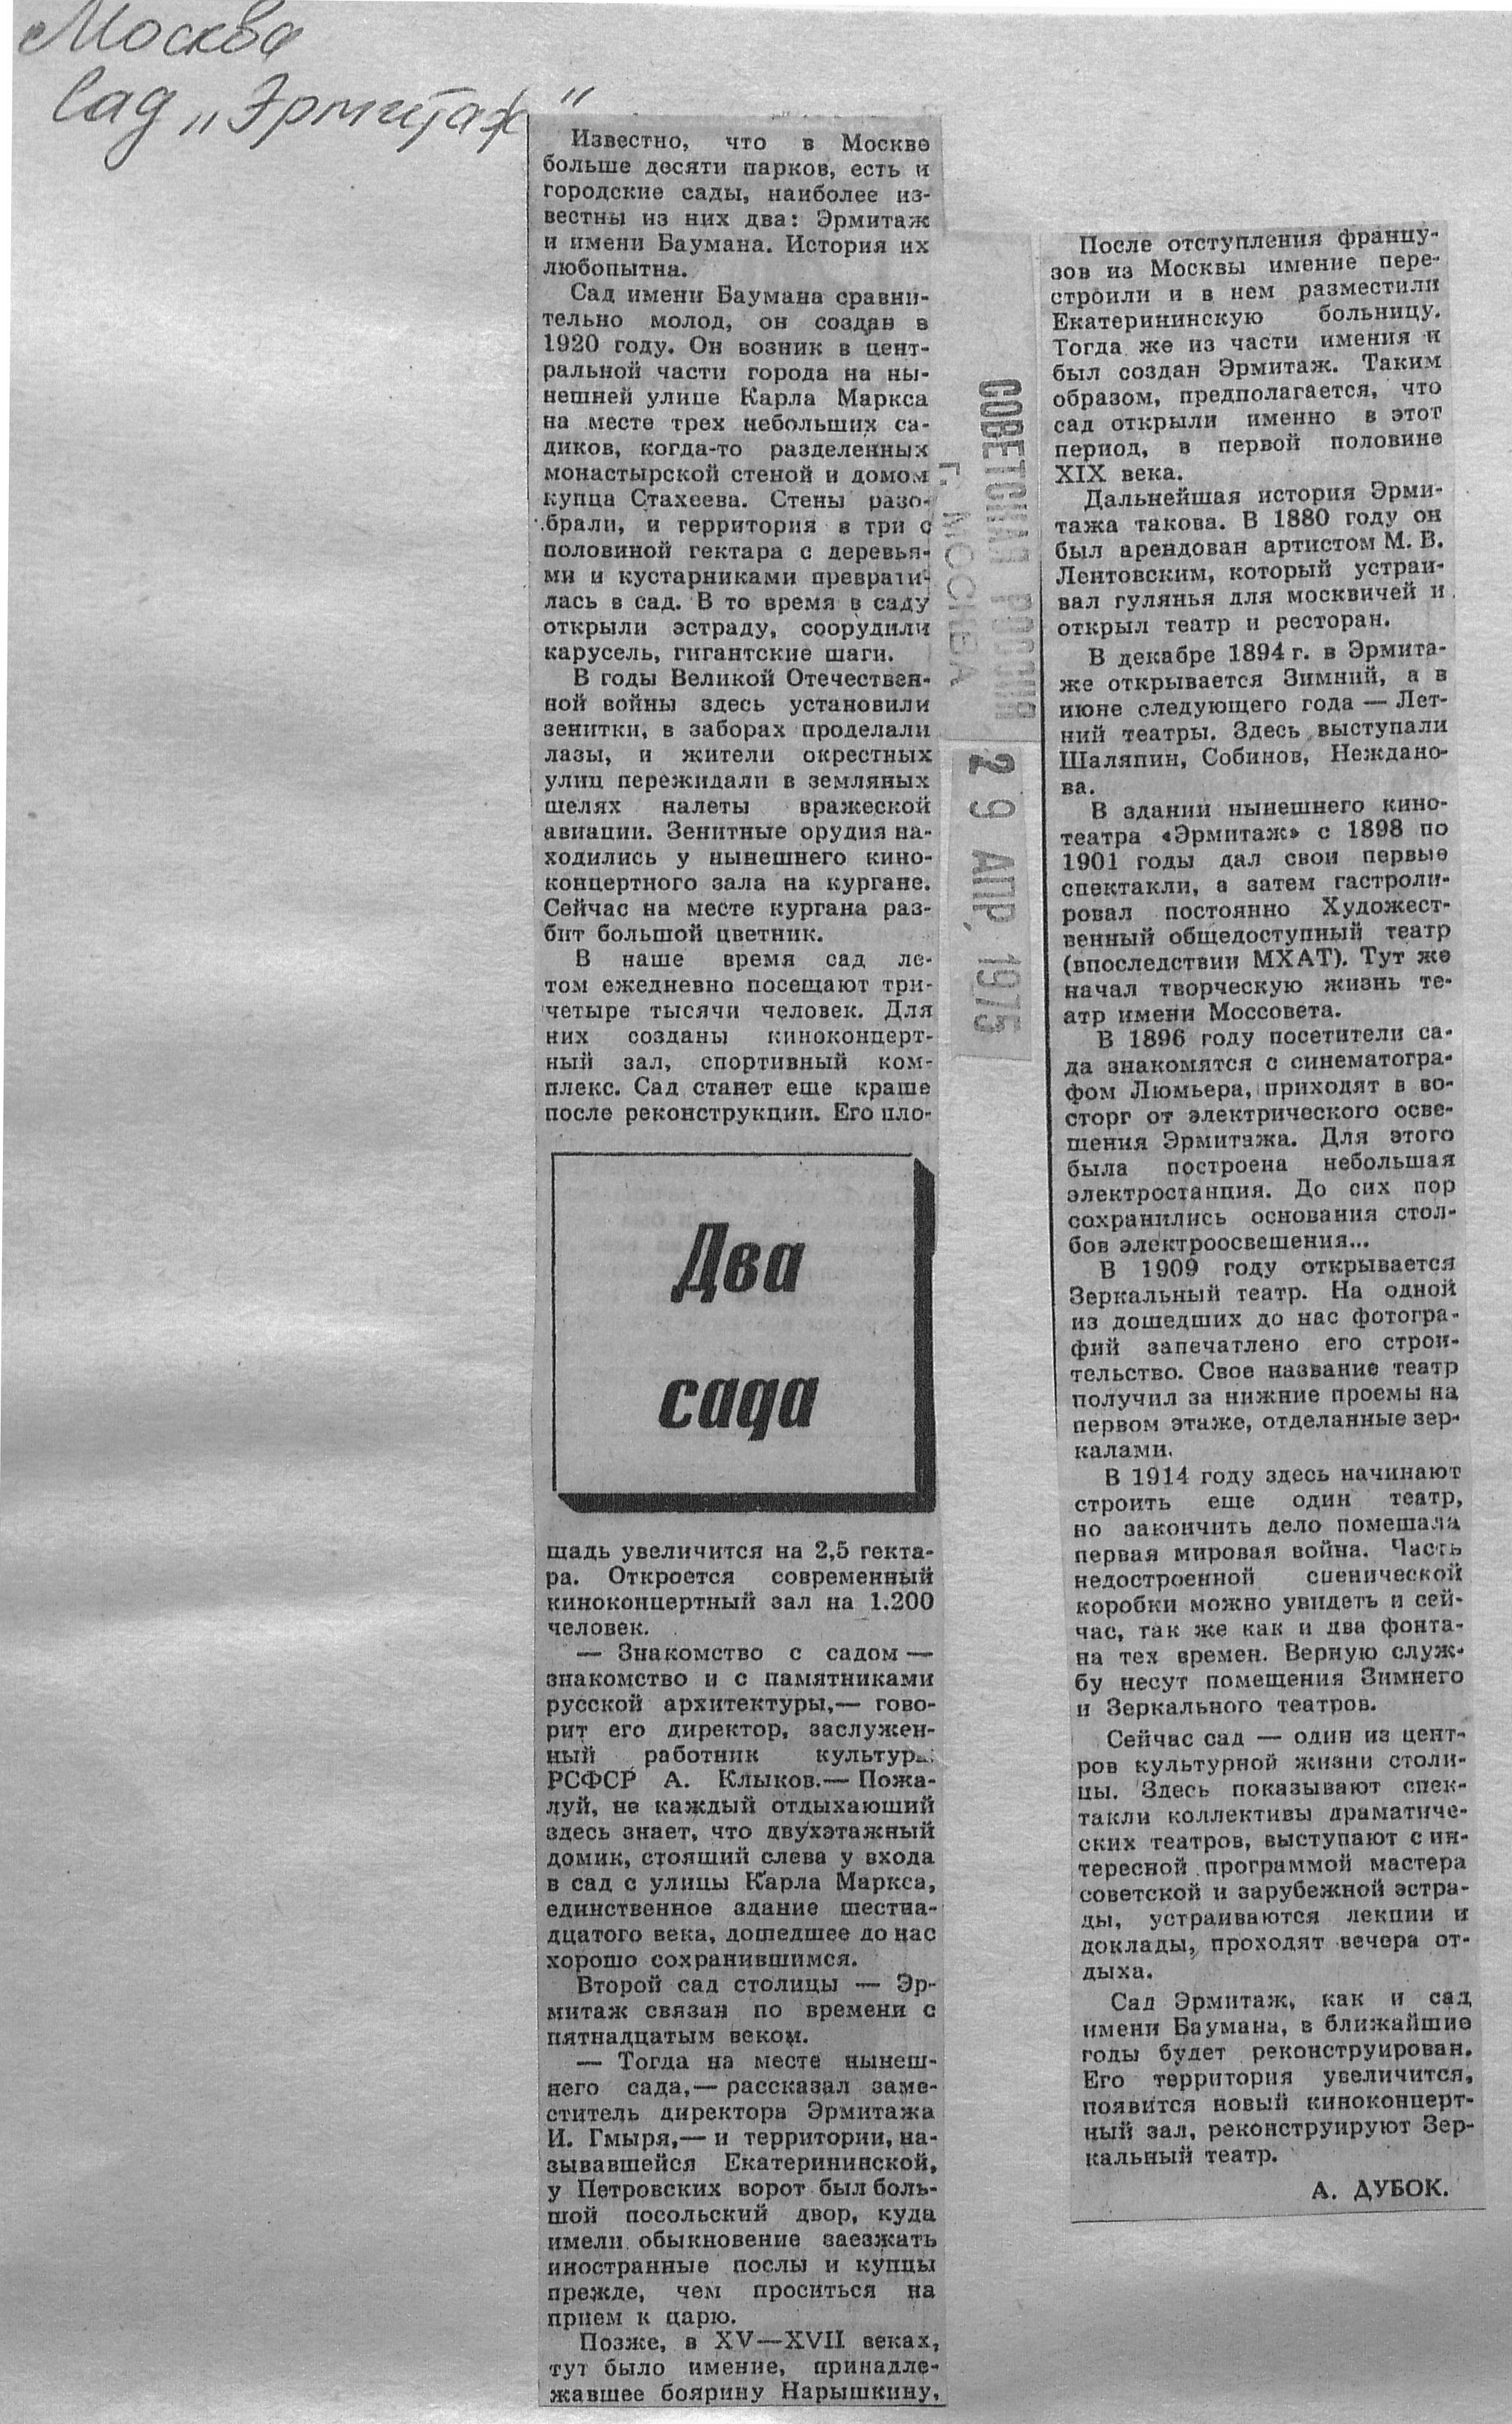 Москва
Сад „Эрмитаж"
Известно, что в Москве
больше десяти парков, есть и
городские сады, наиболее из-
вестны из них два: Эрмитаж
и имени Баумана. История их
любопытна.
Сад имени Баумана сравни-
тельно молод, он создан в
1920 году. Он возник в цент-
ральной части города на ны-
нешней улице Карла Маркса
на месте трех небольших са-
диков, когда-то разделенных
монастырской стеной и домом
купца Стахеева. Стены разо-
брали, и территория в три с
половиной гектара с деревья-
ми и кустарниками преврати-
лась в сад. В то время в саду
открыли эстраду, соорудили
карусель, гигантские шаги.
В годы Великой Отечествен-
ной войны здесь установили
зенитки, в заборах проделали
лазы, и жители окрестных
улиц пережидали в земляных
щелях налеты вражеской
авиации. Зенитные орудия на-
ходились у нынешнего кино-
концертного зала на кургане.
Сейчас на месте кургана раз-
бит большой цветник.
В наше время сад ле-
том ежедневно посещают три-
четыре тысячи человек. Для
них созданы киноконцерт-
ный зал, спортивный ком-
плекс. Сад станет еще краше
после реконструкции. Его пло-
Два
сада
щадь увеличится на 2,5 гекта-
ра. Откроется современный
киноконцертный зал на 1.200
человек.
— Знакомство с садом —
знакомство и с памятниками
русской архитектуры,— гово-
рит его директор, заслужен-
ный работник культуры
РСФСР А. Клыков.— Пожа-
луй, не каждый отдыхающий
здесь знает, что двухэтажный
домик, стоящий слева у входа
в сад с улицы Карла Маркса,
единственное здание шестна-
дцатого века, дошедшее до нас
хорошо сохранившимся.
Второй сад столицы — Эр-
митаж связан по времени с
пятнадцатым веком.
— Тогда на месте нынеш-
него сада,— рассказал заме-
ститель директора Эрмитажа
И. Гмыря,— и территории, на-
зывавшейся Екатерининской,
у Петровских ворот был боль-
шой посольский двор, куда
имели обыкновение заезжать
иностранные послы и купцы
прежде, чем проситься на
прием к царю.
Позже, в XV—XVII веках,
тут было имение, принадле-
жавшее боярину Нарышкину.
СОВЕТСКАЯ РОССИЯ
г. МОСКВА
29 АПР, 1975
После отступления францу-
зов из Москвы имение пере-
строили и в нем разместили
Екатерининскую больницу.
Тогда же из части имения и
был создан Эрмитаж. Таким
образом, предполагается, что
сад открыли именно в этот
период, в первой половине
XIX века.
Дальнейшая история Эрми-
тажа такова. В 1880 году он
был арендован артистом М. В.
Лентовским, который устраи-
вал гулянья для москвичей и
открыл театр и ресторан.
В декабре 1894 г. в Эрмита-
же открывается Зимний, а в
июне следующего года — Лет-
ний театры. Здесь выступали
Шаляпин, Собинов, Неждано-
ва.
В здании нынешнего кино-
театра «Эрмитаж» с 1898 по
1901 годы дал свои первые
спектакли, а затем гастроли-
ровал постоянно Художест-
венный общедоступный театр
(впоследствии МХАТ). Тут же
начал творческую жизнь те-
атр имени Моссовета.
В 1896 году посетители са-
да знакомятся с синематогра-
фом Люмьера, приходят в во-
сторг от электрического осве-
щения Эрмитажа. Для этого
была построена небольшая
электростанция. До сих пор
сохранились основания стол-
бов электроосвещения...
В 1909 году открывается
Зеркальный театр. На одной
из дошедших до нас фотогра-
фий запечатлено его строи-
тельство. Свое название театр
получил за нижние проемы на
первом этаже, отделанные зер-
калами.
В 1914 году здесь начинают
строить еще один театр,
но закончить дело помешала
первая мировая война. Часть
недостроенной сценической
коробки можно увидеть и сей-
час, так же как и два фонта-
на тех времен. Верную служ-
бу несут помещения Зимнего
и Зеркального театров.
Сейчас сад — один из цент-
ров культурной жизни столи-
цы. Здесь показывают спек-
такли коллективы драматиче-
ских театров, выступают с ин-
тересной программой мастера
советской и зарубежной эстра-
ды, устраиваются лекции и
доклады, проходят вечера от-
дыха.
Сад Эрмитаж, как и сад
имени Баумана, в ближайшие
годы будет реконструирован.
Его территория увеличится,
появится новый киноконцерт-
ный зал, реконструируют Зер-
кальный театр.
А. ДУБОК.